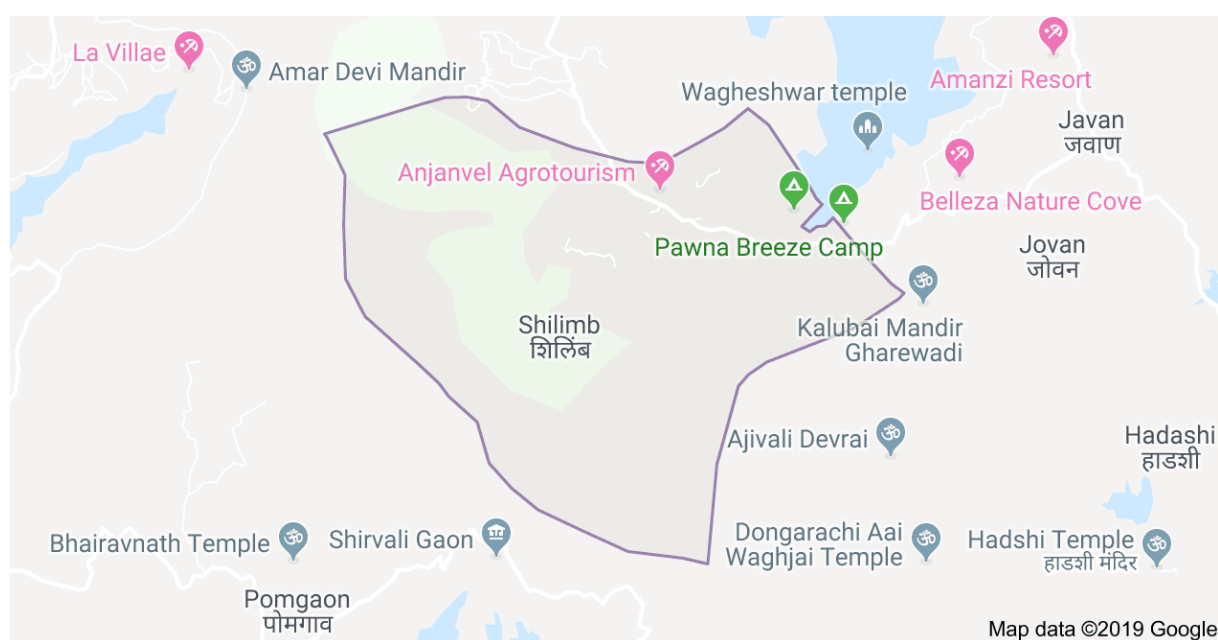 La Villae
Amar Devi Mandir
Wagheshwar temple
Amanzi Resort
Javan
जवाण
Anjanvel Agrotourism
Belleza Nature Cove
Pawna Breeze Camp
Jovan
जोवन
Shilimb
शिलिंब
Kalubai Mandir
Gharewadi
Ajivali Devrai
Hadashi
हाडशी
Bhairavnath Temple
Shirvali Gaon
Dongarachi Aai
Waghjai Temple
Hadshi Temple
हाडशी मंदिर
Pomgaon
पोमगाव
Map data ©2019 Google